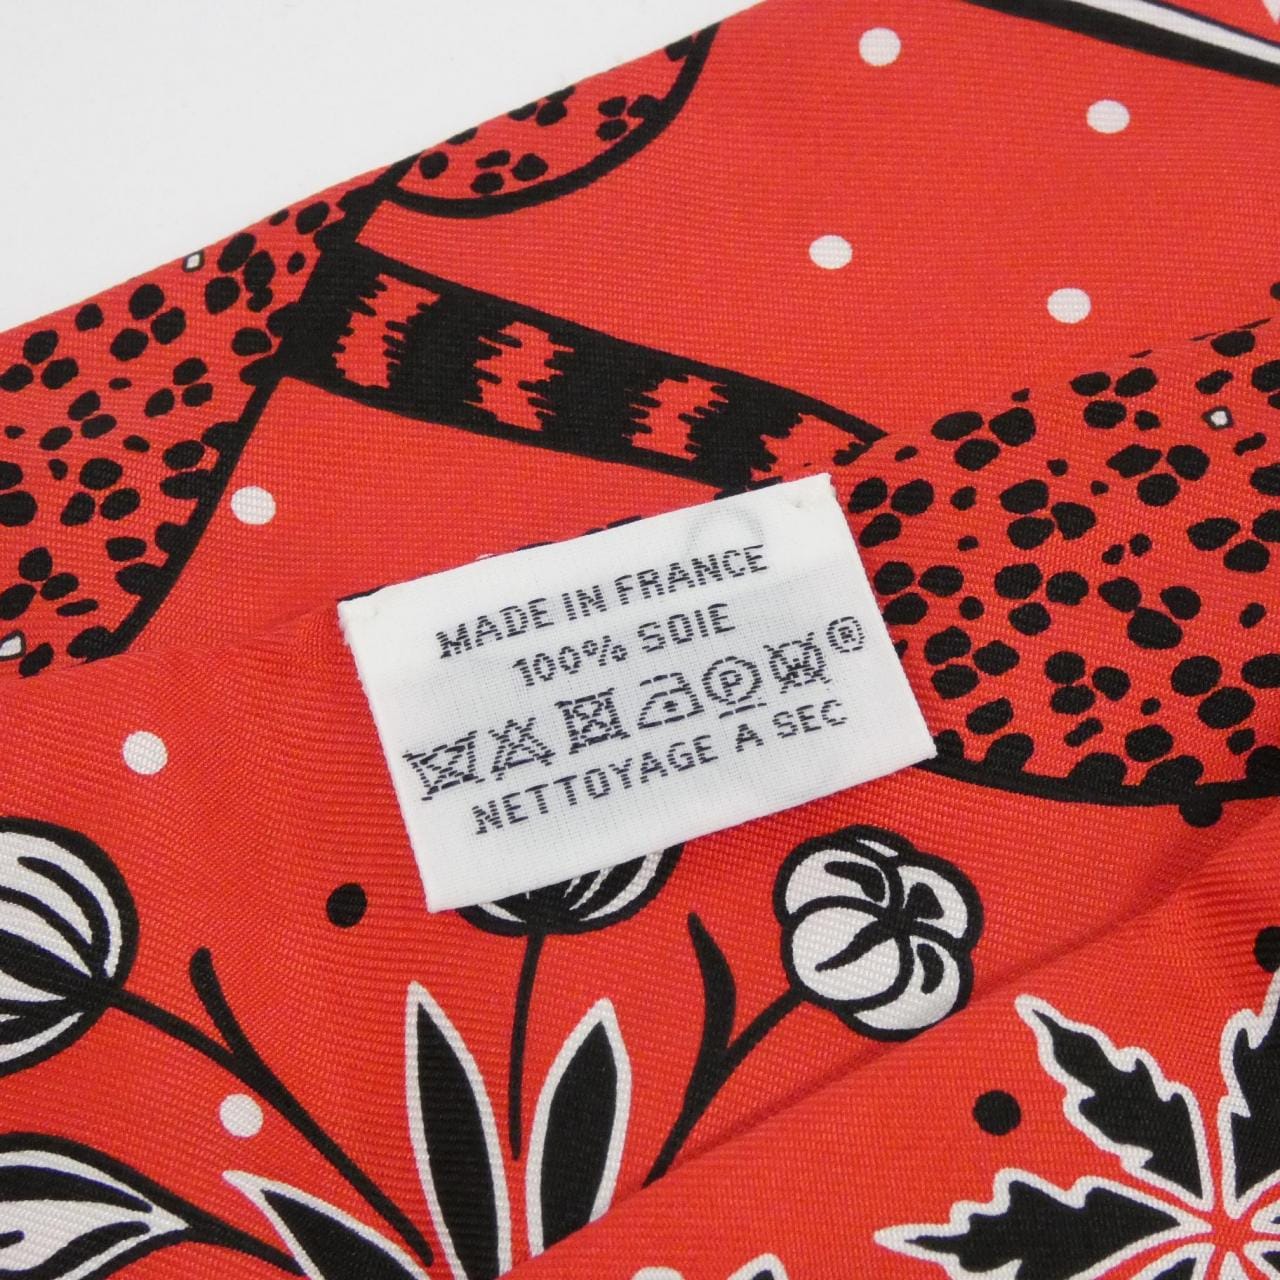 MADE IN FRANCE
100% SOIE
P ®
NETTOYAGE A SEC